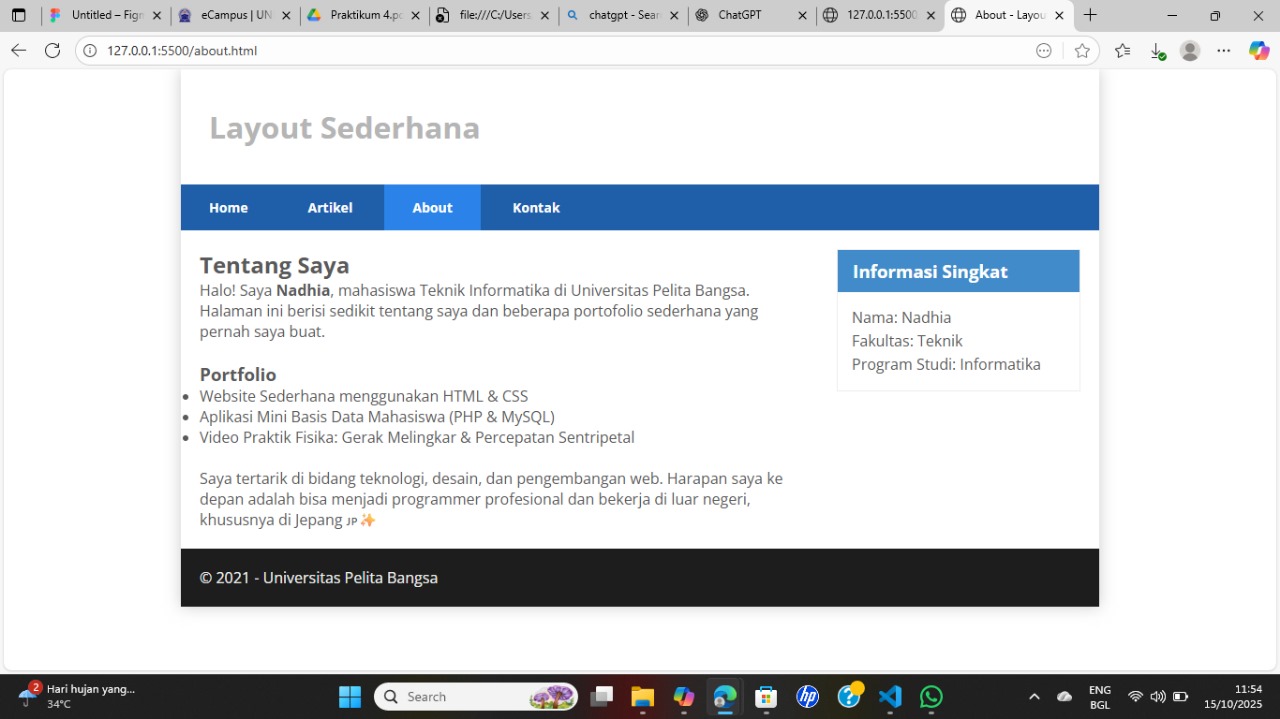 Untitled – Figm
eCampus | UN
Praktikum 4.pd
file:///C:/Users
chatgpt - Sear
ChatGPT
127.0.0.1:5500
About - Layou
127.0.0.1:5500/about.html
Layout Sederhana
Home
Artikel
About
Kontak
Tentang Saya
Halo! Saya Nadhia, mahasiswa Teknik Informatika di Universitas Pelita Bangsa.
Halaman ini berisi sedikit tentang saya dan beberapa portofolio sederhana yang
pernah saya buat.
Portfolio
• Website Sederhana menggunakan HTML & CSS
• Aplikasi Mini Basis Data Mahasiswa (PHP & MySQL)
• Video Praktik Fisika: Gerak Melingkar & Percepatan Sentripetal
Saya tertarik di bidang teknologi, desain, dan pengembangan web. Harapan saya ke
depan adalah bisa menjadi programmer profesional dan bekerja di luar negeri,
khususnya di Jepang JP ✨
Informasi Singkat
Nama: Nadhia
Fakultas: Teknik
Program Studi: Informatika
© 2021 - Universitas Pelita Bangsa
2
Hari hujan yang...
34°C
Search
hp
ENG
BGL
11:54
15/10/2025